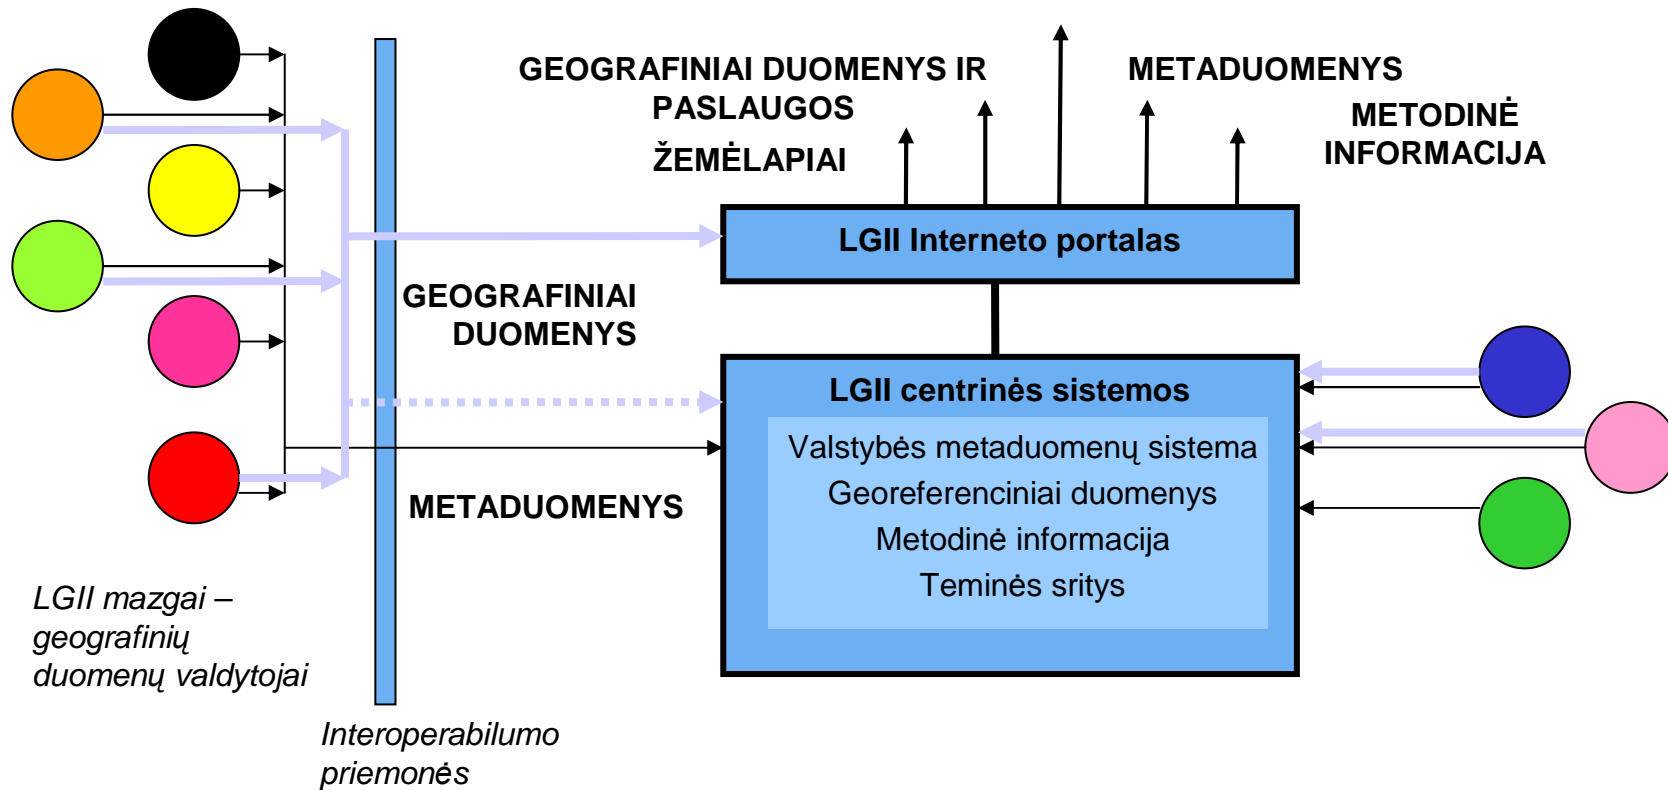 GEOGRAFINIAI DUOMENYS IR
PASLAUGOS
ŽEMĖLAPIAI
METADUOMENYS
METODINĖ
INFORMACIJA
LGII Interneto portalas
GEOGRAFINIAI
DUOMENYS
LGII centrinės sistemos
Valstybės metaduomenų sistema
Georeferenciniai duomenys
Metodinė informacija
Teminės sritys
METADUOMENYS
LGII mazgai –
geografinių
duomenų valdytojai
Interoperabilumo
priemonės